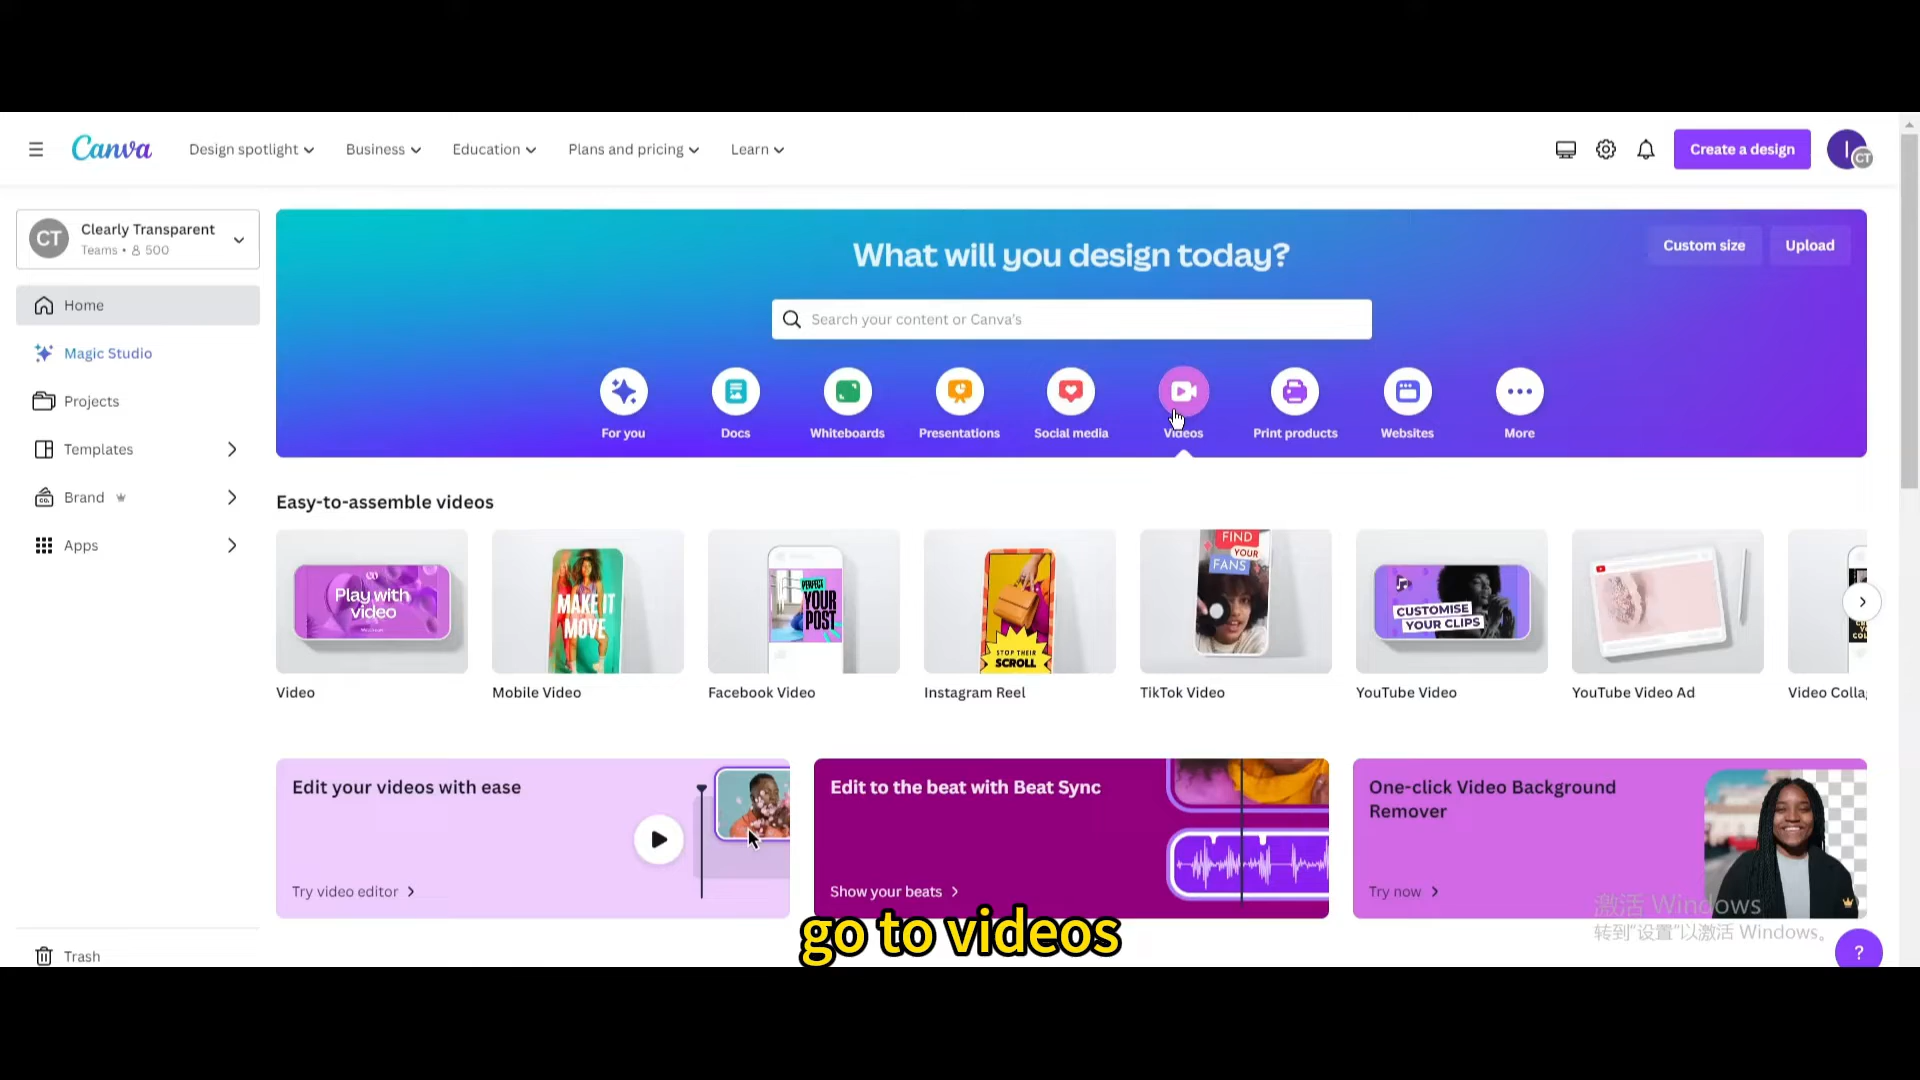 Canva
Design spotlight
Business
Education
Plans and pricing
Learn
Create a design
I
CT
CT
Clearly Transparent
Teams • 500
Home
Magic Studio
Projects
Templates
Brand
Apps
Trash
What will you design today?
Custom size
Upload
Search your content or Canva's
For you
Docs
Whiteboards
Presentations
Social media
Videos
Print products
Websites
More
Easy-to-assemble videos
Play with
video
MAKE IT
MOVE
PERFECT
YOUR
POST
STOP THEIR
SCROLL
FIND
YOUR
FANS
CUSTOMISE
YOUR CLIPS
Video
Mobile Video
Facebook Video
Instagram Reel
TikTok Video
YouTube Video
YouTube Video Ad
Video Colla
Edit your videos with ease
Try video editor
Edit to the beat with Beat Sync
Show your beats
One-click Video Background
Remover
Try now
激活 Windows
转到"设置"以激活 Windows。
?
go to videos